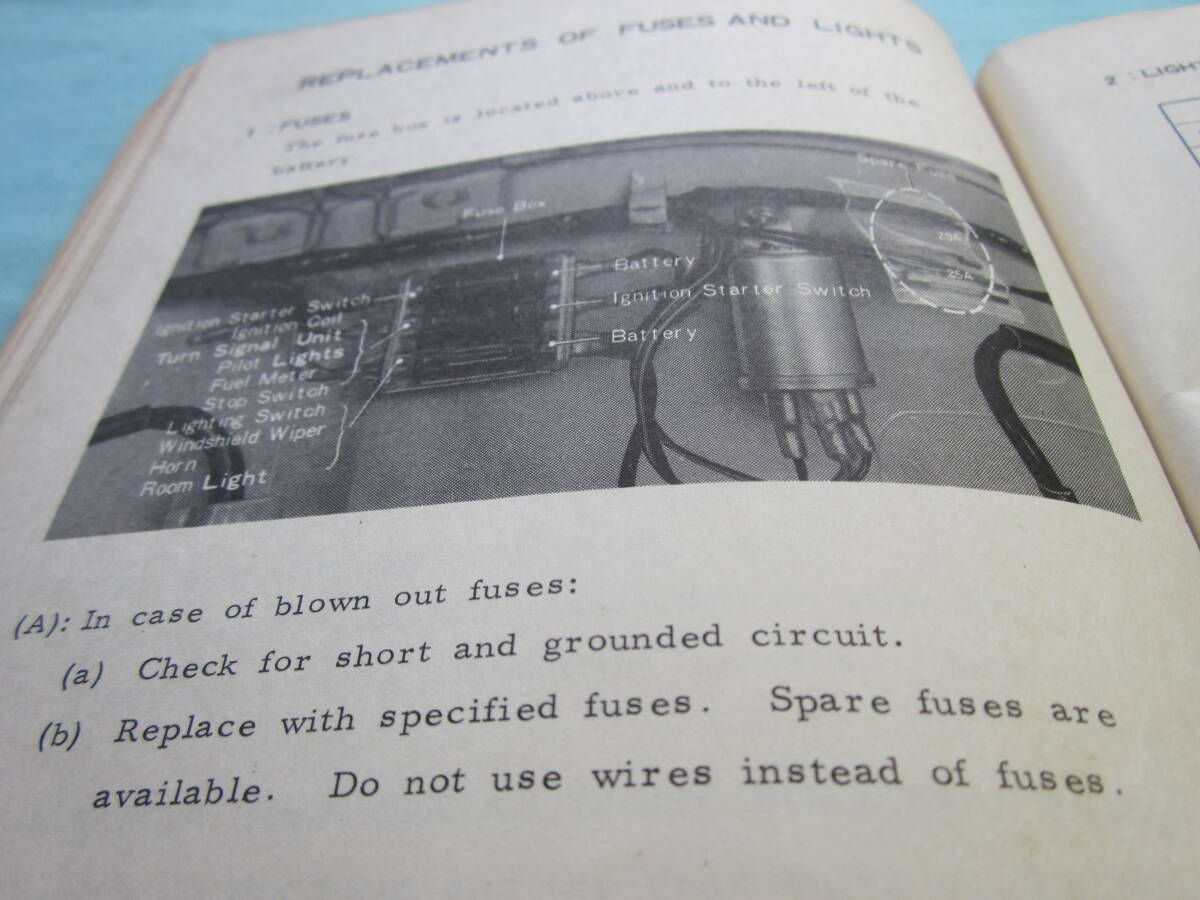 REPLACEMENTS OF FUSES AND LIGHTS
1 : FUSES
The fuse box is located above and to the left of the
battery
Spare Fuse
Fuse Box
20A
25A
Battery
Ignition Starter Switch
Battery
Ignition Starter Switch
Ignition Coil
Turn Signal Unit
Pilot Lights
Fuel Meter
Stop Switch
Lighting Switch
Windshield Wiper
Horn
Room Light
(A): In case of blown out fuses:
(a) Check for short and grounded circuit.
(b) Replace with specified fuses. Spare fuses are
available. Do not use wires instead of fuses.
2 : LIGHT